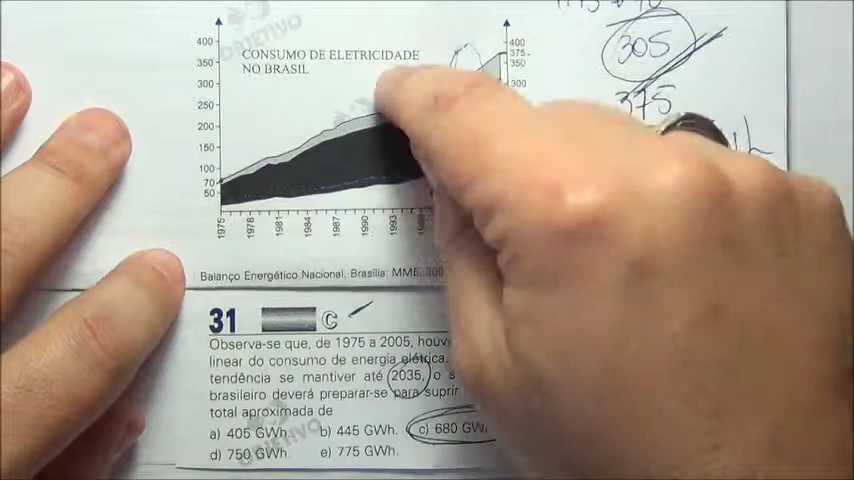 CONSUMO DE ELETRICIDADE
NO BRASIL
400
350
300
250
200
150
100
70
50
400
375
350
1975
1978
1981
1984
1987
1990
1993
305
375
Balanço Energético Nacional. Brasília: MME,
31 C
Observa-se que, de 1975 a 2005,
linear do consumo de energia elétrica.
tendência se mantiver até 2035, o
brasileiro deverá preparar-se para suprir
total aproximada de
a) 405 GWh. b) 445 GWh. c) 680
d) 750 GWh. e) 775 GWh.
OVITEITO
OVITEITO